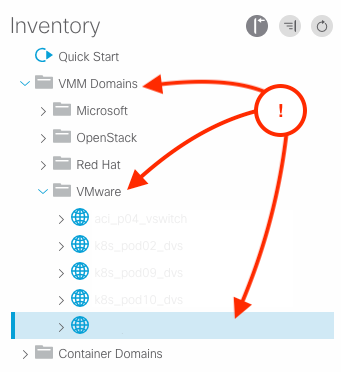 Inventory
Quick Start
VMM Domains
!
Microsoft
OpenStack
Red Hat
VMware
aci_p04_vswitch
k8s_pod02_dvs
k8s_pod09_dvs
k8s_pod10_dvs
Container Domains